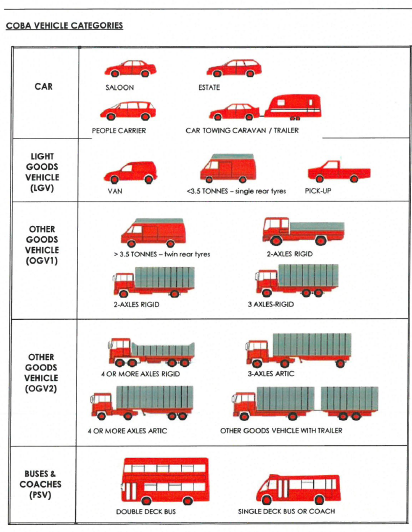 COBA VEHICLE CATEGORIES
CAR
SALOON
ESTATE
PEOPLE CARRIER
CAR TOWING CARAVAN / TRAILER
LIGHT
GOODS
VEHICLE
(LGV)
VAN
<3.5 TONNES – single rear tyres
PICK-UP
OTHER
GOODS
VEHICLE
(OGV1)
> 3.5 TONNES – twin rear tyres
2-AXLES RIGID
2-AXLES RIGID
3 AXLES-RIGID
OTHER
GOODS
VEHICLE
(OGV2)
4 OR MORE AXLES RIGID
3-AXLES ARTIC
4 OR MORE AXLES ARTIC
OTHER GOODS VEHICLE WITH TRAILER
BUSES &
COACHES
(PSV)
DOUBLE DECK BUS
SINGLE DECK BUS OR COACH